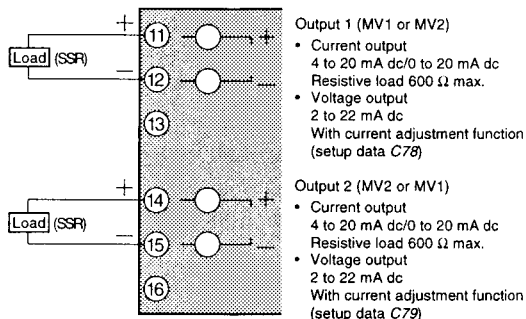 +
11
+
Load (SSR)
−
12
−
13
+
14
+
Load (SSR)
−
15
−
16
Output 1 (MV1 or MV2)
• Current output
4 to 20 mA dc/0 to 20 mA dc
Resistive load 600 Ω max.
• Voltage output
2 to 22 mA dc
With current adjustment function
(setup data C78)
Output 2 (MV2 or MV1)
• Current output
4 to 20 mA dc/0 to 20 mA dc
Resistive load 600 Ω max.
• Voltage output
2 to 22 mA dc
With current adjustment function
(setup data C79)